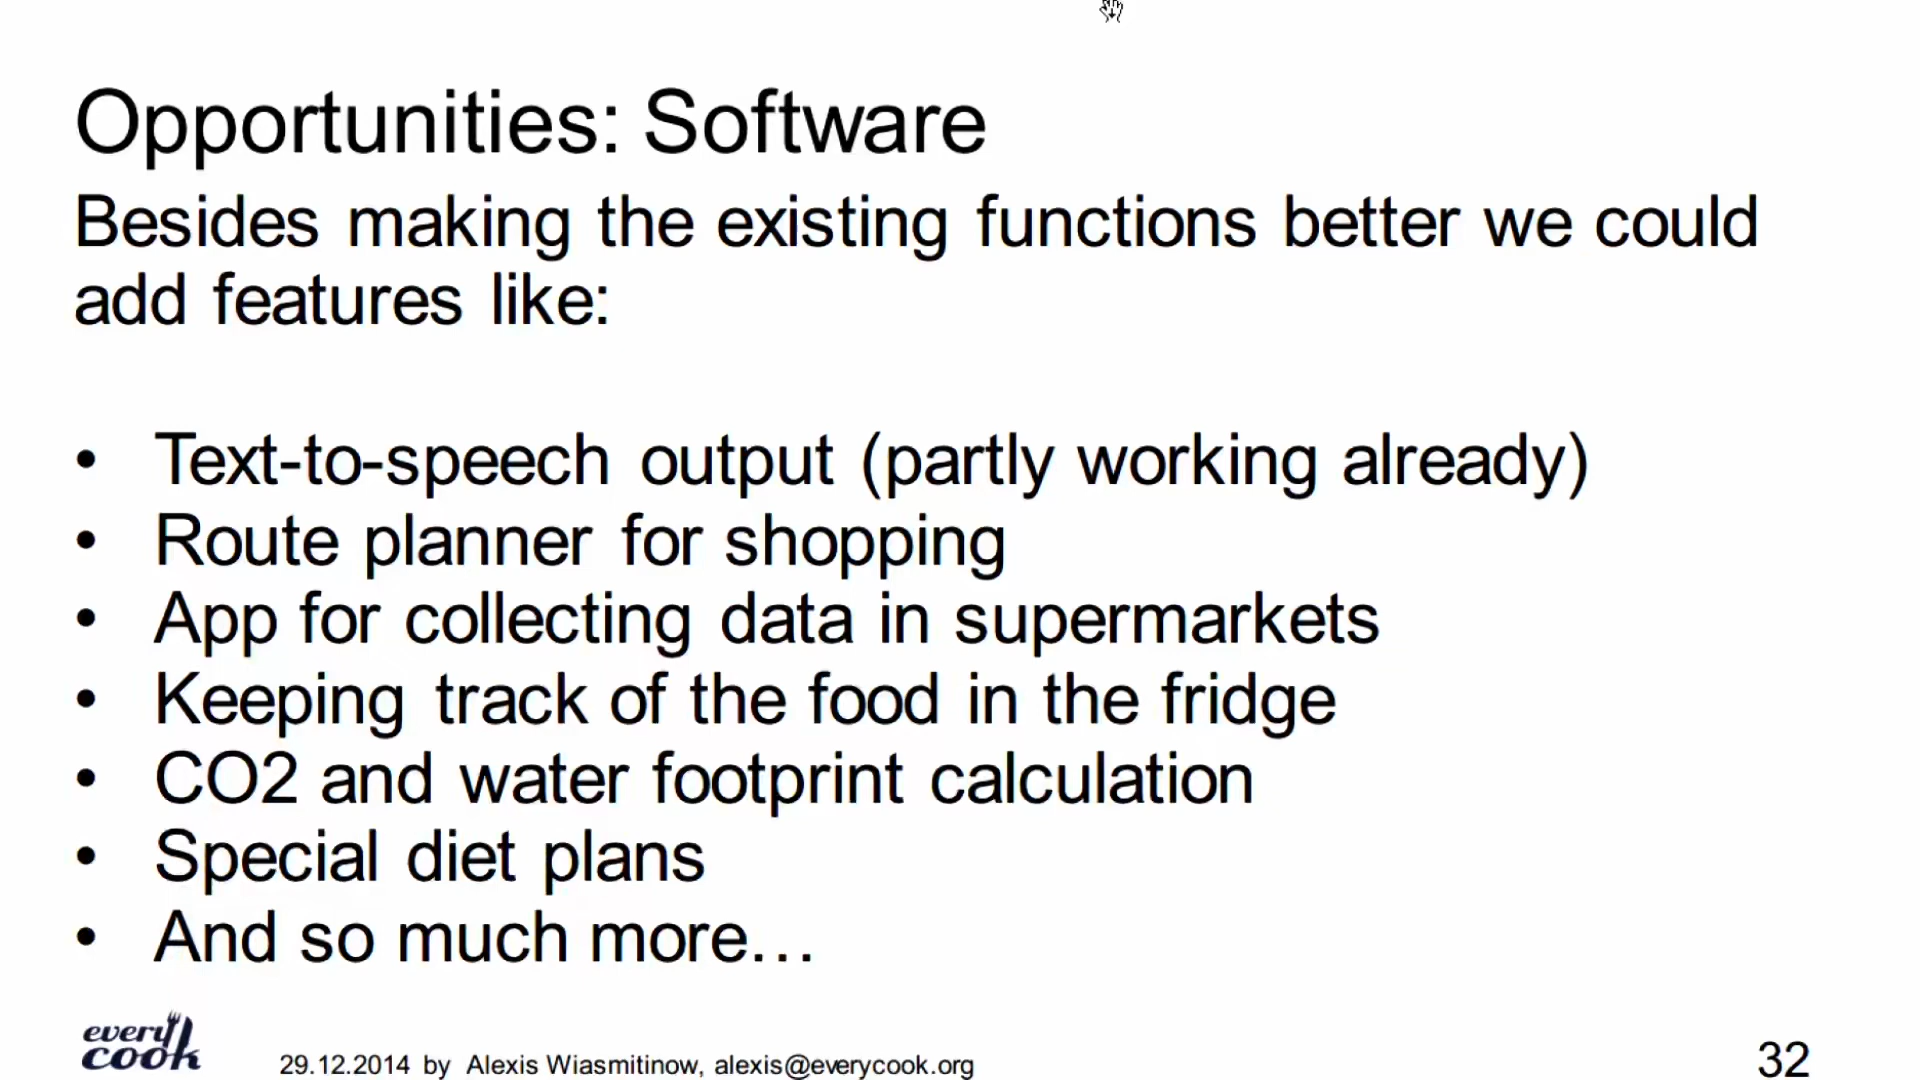 Opportunities: Software
Besides making the existing functions better we could
add features like:
• Text-to-speech output (partly working already)
• Route planner for shopping
• App for collecting data in supermarkets
• Keeping track of the food in the fridge
• CO2 and water footprint calculation
• Special diet plans
• And so much more…
every
cook
29.12.2014 by Alexis Wiasmitinow, alexis@everycook.org
32